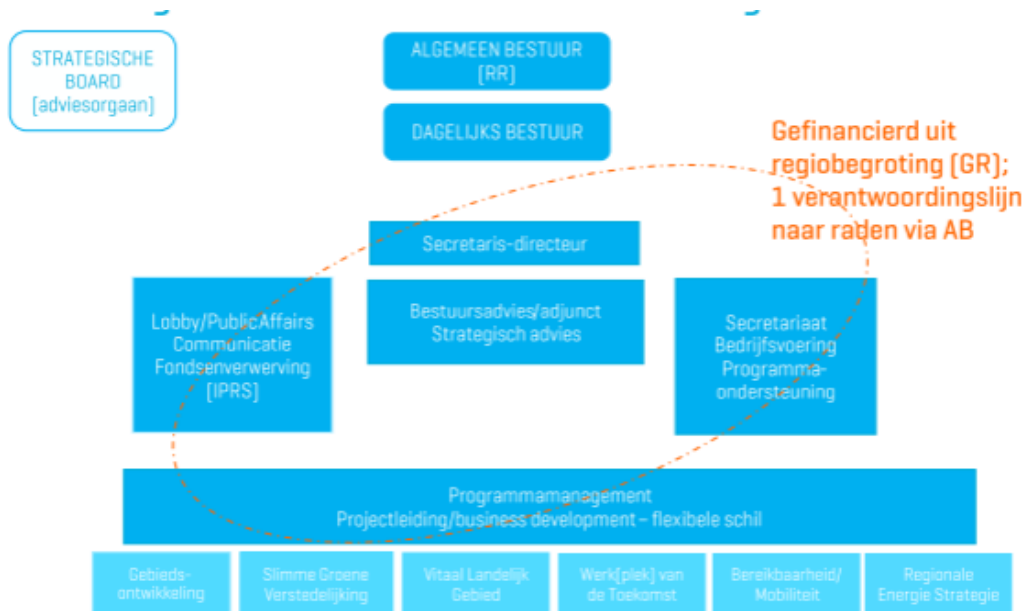 STRATEGISCHE
BOARD
[adviesorgaan]
ALGEMEEN BESTUUR
[RR]
DAGELIJKS BESTUUR
Gefinancierd uit
regiobegroting [GR];
1 verantwoordingslijn
naar raden via AB
Secretaris-directeur
Lobby/PublicAffairs
Communicatie
Fondsenverwerving
[IPRS]
Bestuursadvies/adjunct
Strategisch advies
Secretariaat
Bedrijfsvoering
Programma-
ondersteuning
Programmamanagement
Projectleiding/business development – flexibele schil
Gebieds-
ontwikkeling
Slimme Groene
Verstedelijking
Vitaal Landelijk
Gebied
Werk[plek] van
de Toekomst
Bereikbaarheid/
Mobiliteit
Regionale
Energie Strategie